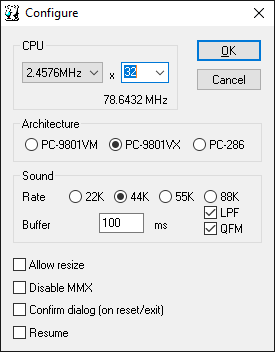 Configure
CPU
OK
2.4576MHz x 32
Cancel
78.6432 MHz
Architecture
PC-9801VM PC-9801VX PC-286
Sound
Rate 22K 44K 55K 88K
LPF
Buffer 100 ms
QFM
Allow resize
Disable MMX
Confirm dialog (on reset/exit)
Resume